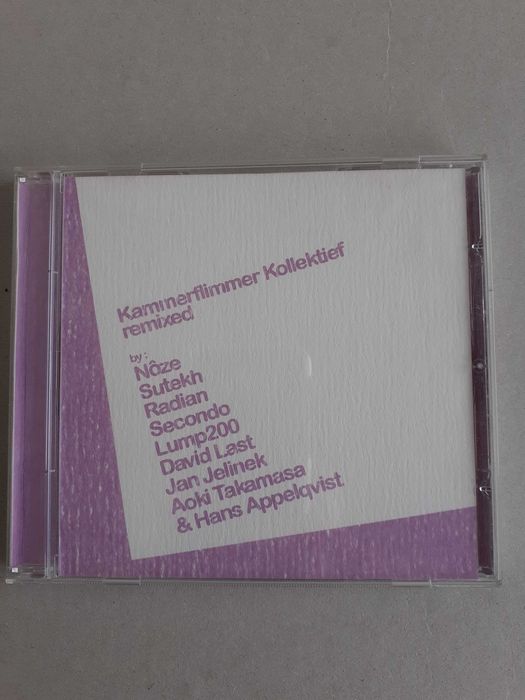 Kammerflimmer Kollektief
remixed
by:
Nôze
Sutekh
Radian
Secondo
Lump200
David Last
Jan Jelinek
Aoki Takamasa
& Hans Appelqvist